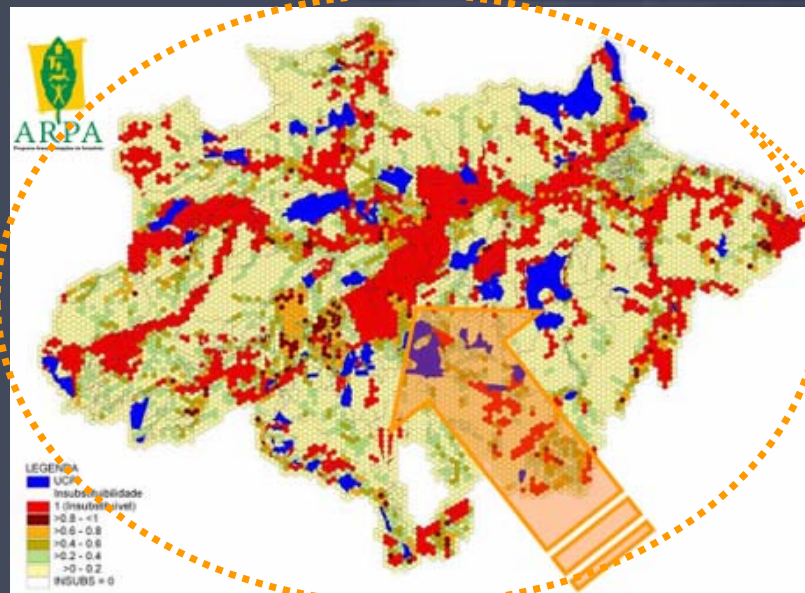 ARPA
LEGENDA
UCPI
Insubstituibilidade
1 (Insubstituível)
>0.8 - <1
>0.6 - 0.8
>0.4 - 0.6
>0.2 - 0.4
>0 - 0.2
INSUBS = 0